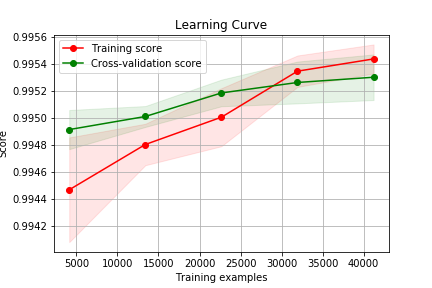 Learning Curve
0.9956
0.9954
0.9952
0.9950
0.9948
0.9946
0.9944
0.9942
Score
Training score
Cross-validation score
5000 10000 15000 20000 25000 30000 35000 40000
Training examples